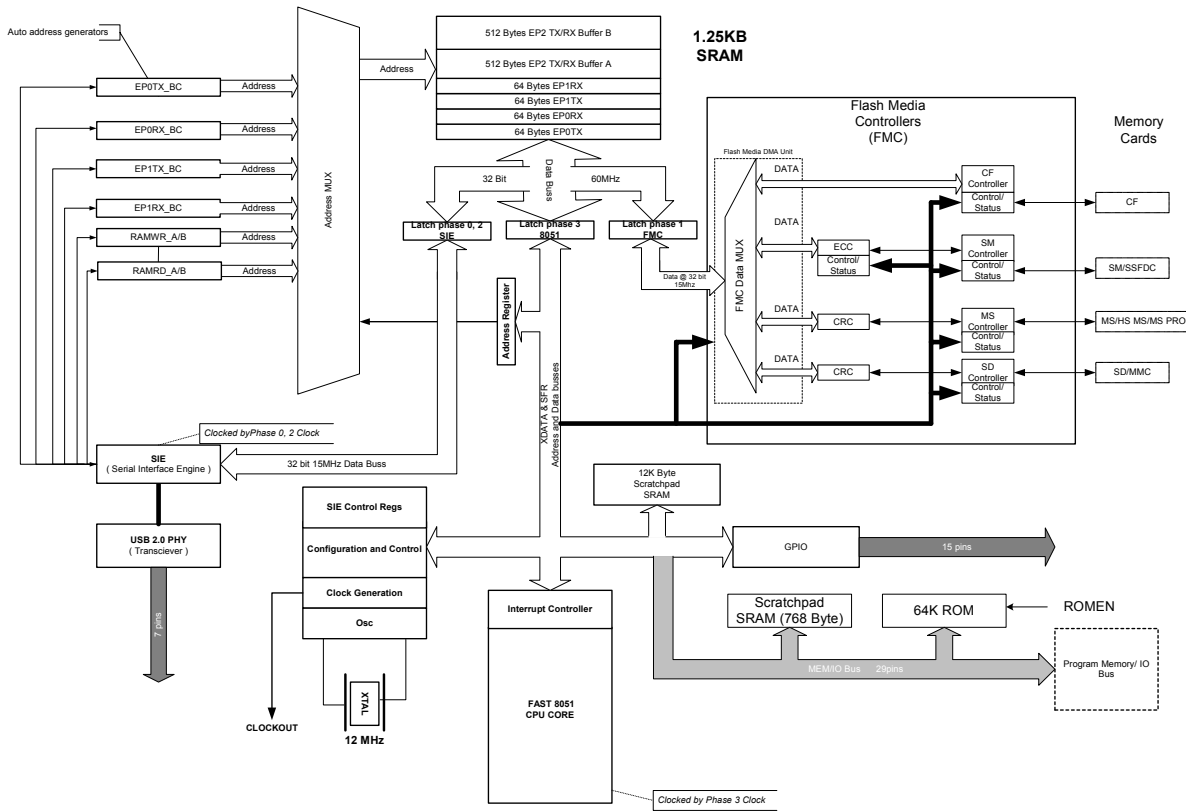 Auto address generators
EP0TX_BC
Address
EP0RX_BC
Address
EP1TX_BC
Address
EP1RX_BC
Address
RAMWR_A/B
Address
RAMRD_A/B
Address
Address MUX
Address
512 Bytes EP2 TX/RX Buffer B
512 Bytes EP2 TX/RX Buffer A
64 Bytes EP1RX
64 Bytes EP1TX
64 Bytes EP0RX
64 Bytes EP0TX
1.25KB
SRAM
32 Bit
Data Buss
60MHz
Latch phase 0, 2
SIE
Latch phase 3
8051
Latch phase 1
FMC
Address Register
Data @ 32 bit
15Mhz
Flash Media
Controllers
(FMC)
Flash Media DMA Unit
FMC Data MUX
DATA
DATA
DATA
DATA
ECC
Control/
Status
CRC
CRC
CF
Controller
Control/
Status
SM
Controller
Control/
Status
MS
Controller
Control/
Status
SD
Controller
Control/
Status
Memory
Cards
CF
SM/SSFDC
MS/HS MS/MS PRO
SD/MMC
XDATA & SFR
Address and Data busses
Clocked byPhase 0, 2 Clock
SIE
( Serial Interface Engine )
32 bit 15MHz Data Buss
USB 2.0 PHY
( Transciever )
7 pins
SIE Control Regs
Configuration and Control
Clock Generation
Osc
XTAL
12 MHz
CLOCKOUT
Interrupt Controller
FAST 8051
CPU CORE
Clocked by Phase 3 Clock
12K Byte
Scratchpad
SRAM
GPIO
15 pins
Scratchpad
SRAM (768 Byte)
64K ROM
ROMEN
MEM/IO Bus 29pins
Program Memory/ IO
Bus